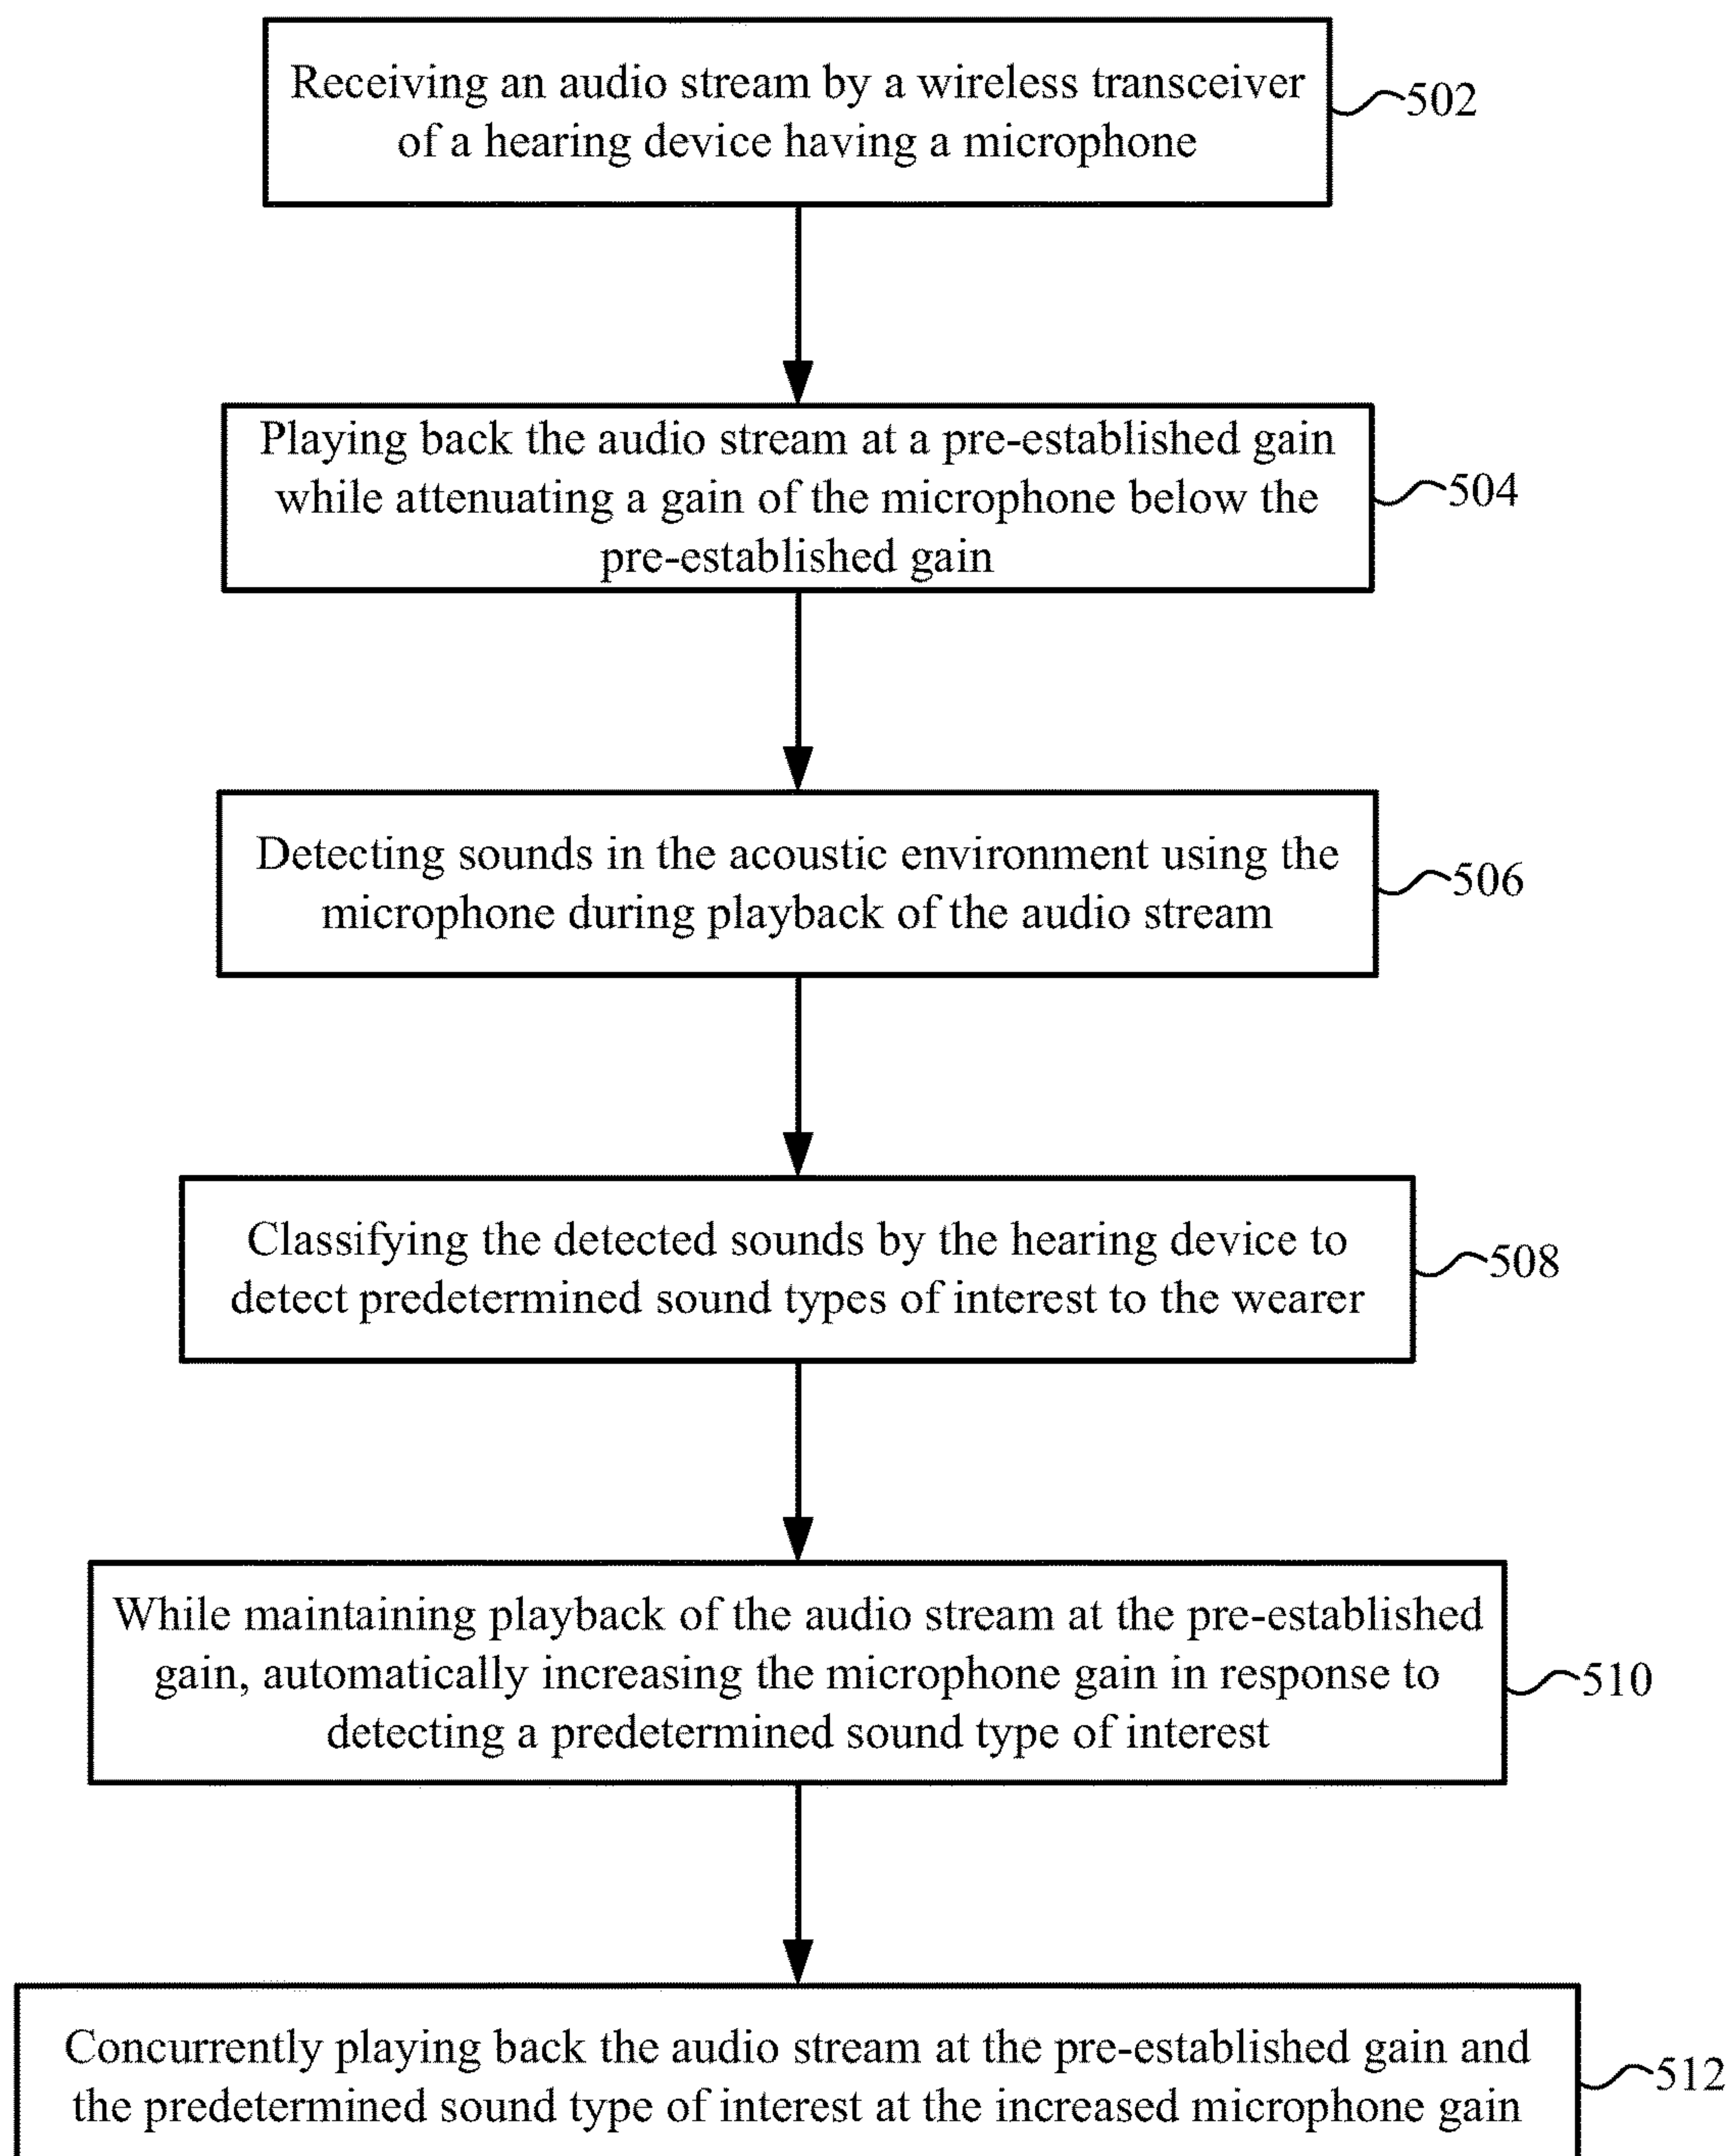 Receiving an audio stream by a wireless transceiver
of a hearing device having a microphone
502
Playing back the audio stream at a pre-established gain
while attenuating a gain of the microphone below the
pre-established gain
504
Detecting sounds in the acoustic environment using the
microphone during playback of the audio stream
506
Classifying the detected sounds by the hearing device to
detect predetermined sound types of interest to the wearer
508
While maintaining playback of the audio stream at the pre-established
gain, automatically increasing the microphone gain in response to
detecting a predetermined sound type of interest
510
Concurrently playing back the audio stream at the pre-established gain and
the predetermined sound type of interest at the increased microphone gain
512